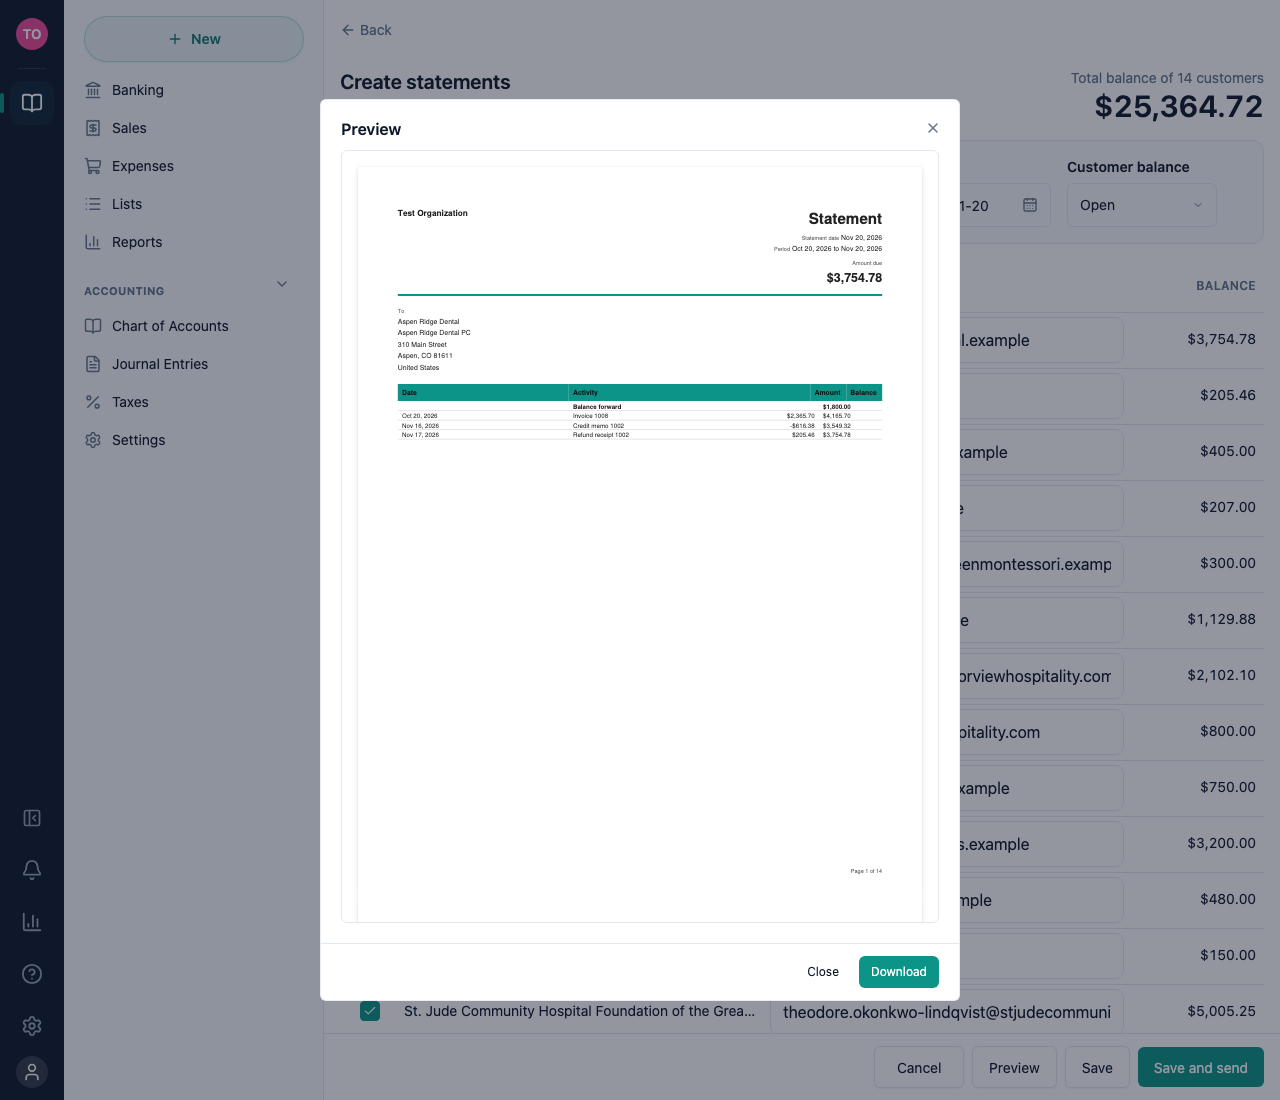 TO
New
Banking
Sales
Expenses
Lists
Reports
ACCOUNTING
Chart of Accounts
Journal Entries
Taxes
Settings
Back
Create statements
Total balance of 14 customers
$25,364.72
Customer balance
1-20
Open
BALANCE
l.example
$3,754.78
$205.46
xample
$405.00
e
$207.00
eenmontessori.examp
$300.00
e
$1,129.88
orviewhospitality.com
$2,102.10
pitality.com
$800.00
xample
$750.00
s.example
$3,200.00
mple
$480.00
$150.00
St. Jude Community Hospital Foundation of the Grea...
theodore.okonkwo-lindqvist@stjudecommuni
$5,005.25
Cancel
Preview
Save
Save and send
Preview
Test Organization
Statement
Statement date Nov 20, 2026
Period Oct 20, 2026 to Nov 20, 2026
Amount due
$3,754.78
To
Aspen Ridge Dental
Aspen Ridge Dental PC
310 Main Street
Aspen, CO 81611
United States
Date Activity Amount Balance
Balance forward $1,800.00
Oct 20, 2026 Invoice 1008 $2,365.70 $4,165.70
Nov 16, 2026 Credit memo 1002 -$616.38 $3,549.32
Nov 17, 2026 Refund receipt 1002 $205.46 $3,754.78
Page 1 of 14
Close
Download